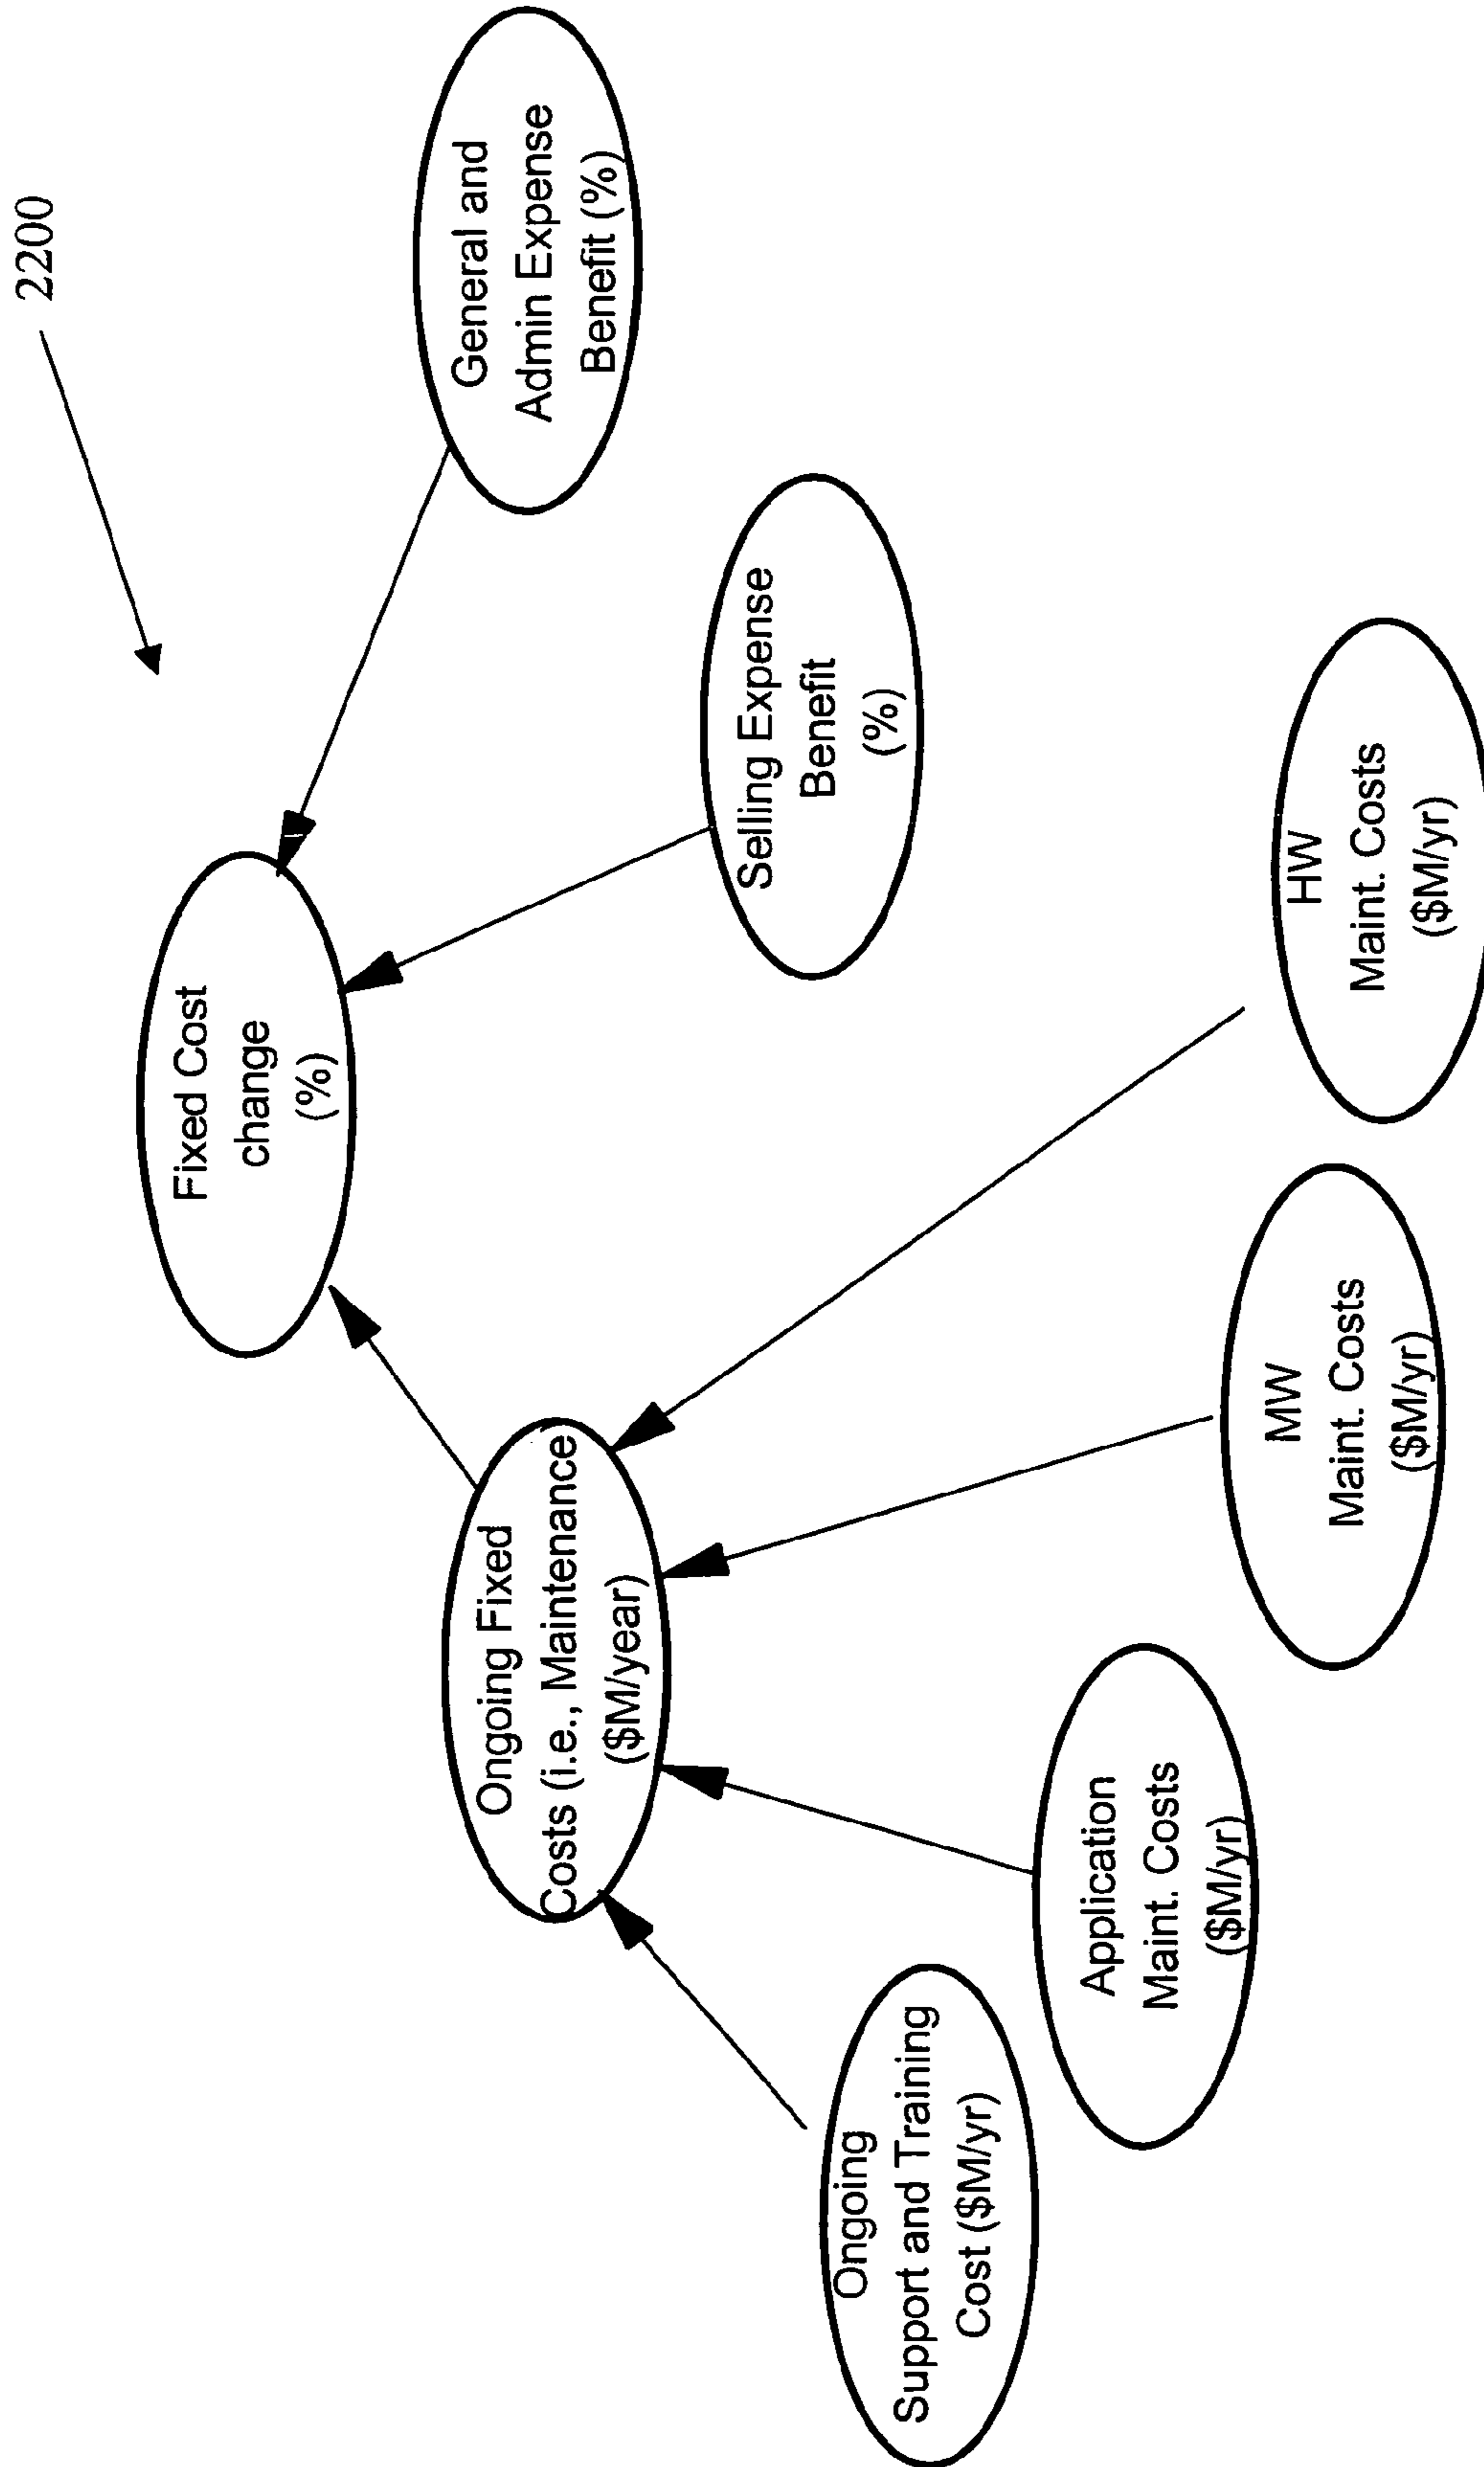 2200
Fixed Cost
change
(%)
Ongoing Fixed
Costs (i.e., Maintenance
($M/year)
General and
Admin Expense
Benefit (%)
Selling Expense
Benefit
(%)
Ongoing
Support and Training
Cost ($M/yr)
Application
Maint. Costs
($M/yr)
MW
Maint. Costs
($M/yr)
HW
Maint. Costs
($M/yr)